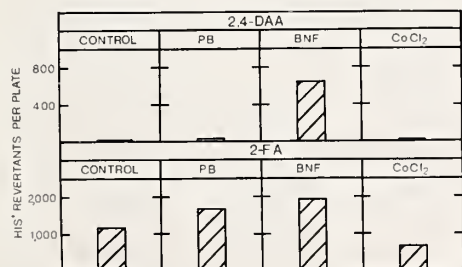 2,4-DAA
CONTROL PB BNF CoCl₂
800
400
2-FA
CONTROL PB BNF CoCl₂
2,000
1,000
HIS⁺ REVERTANTS PER PLATE